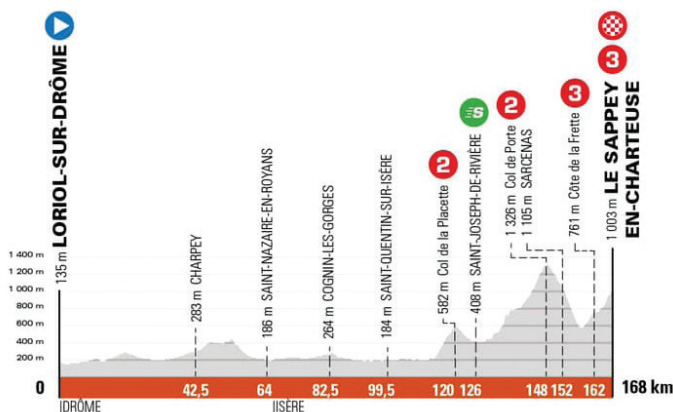 LORIOL-SUR-DRÔME
135 m
283 m CHARPEY
186 m SAINT-NAZAIRE-EN-ROYANS
264 m COGNIN-LES-GORGES
184 m SAINT-QUENTIN-SUR-ISÈRE
2
582 m Col de la Placette
S
408 m SAINT-JOSEPH-DE-RIVIÈRE
2
1 326 m Col de Porte
1 105 m SARCENAS
3
761 m Côte de la Frette
3
1 003 m LE SAPPEY
EN-CHARTEUSE
1 400 m
1 200 m
1 000 m
800 m
600 m
400 m
200 m
0 42,5 64 82,5 99,5 120 126 148 152 162 168 km
|DRÔME |ISÈRE